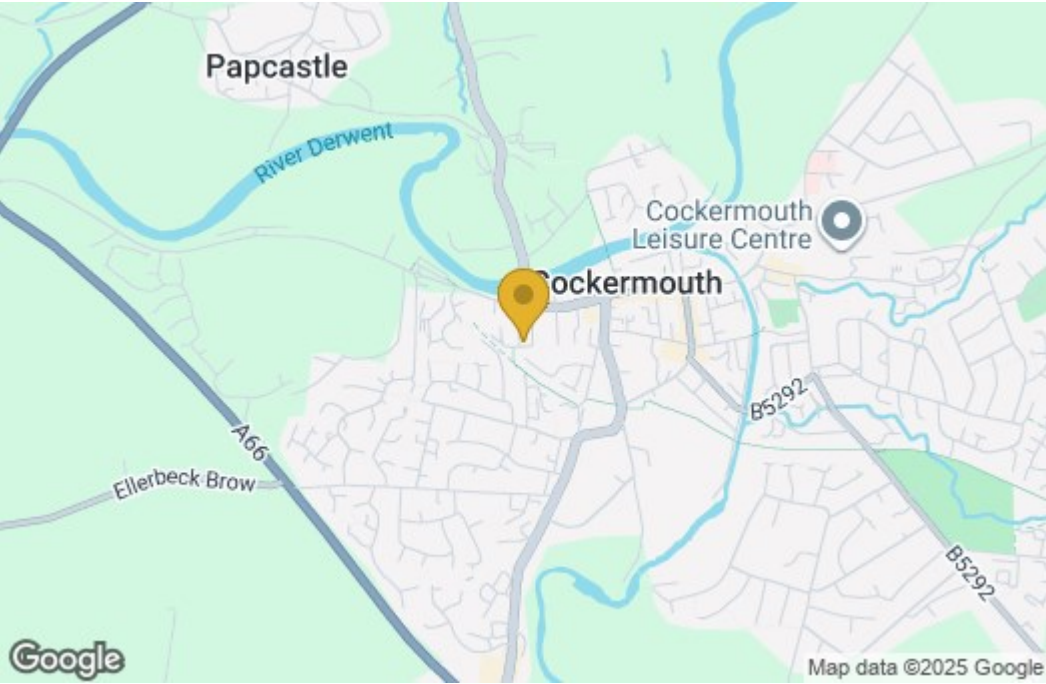 Papcastle
River Derwent
Cockermouth
Leisure Centre
Cockermouth
B5292
A66
Ellerbeck Brow
B5292
Google
Map data ©2025 Google